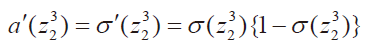 a′(z₂³) = σ′(z₂³) = σ(z₂³){1 − σ(z₂³)}